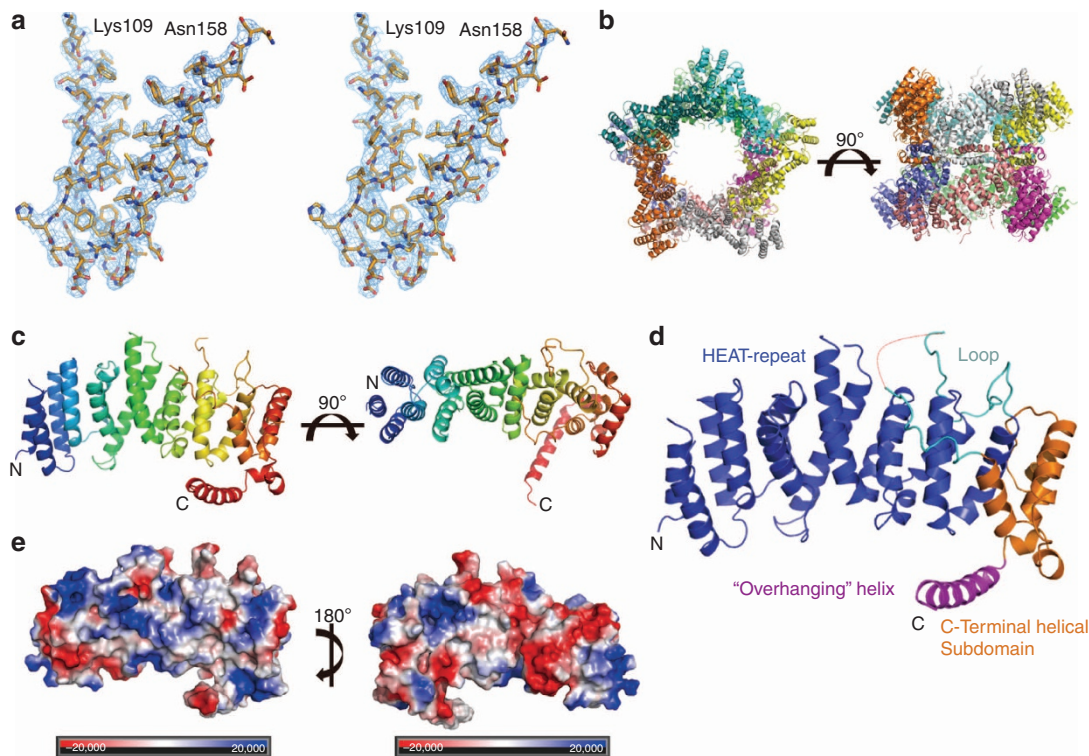 a
Lys109 Asn158
Lys109 Asn158
b
90°
c
N
C
90°
N
C
d
HEAT-repeat
Loop
N
"Overhanging" helix
C
C-Terminal helical
Subdomain
e
180°
–20,000 20,000
–20,000 20,000